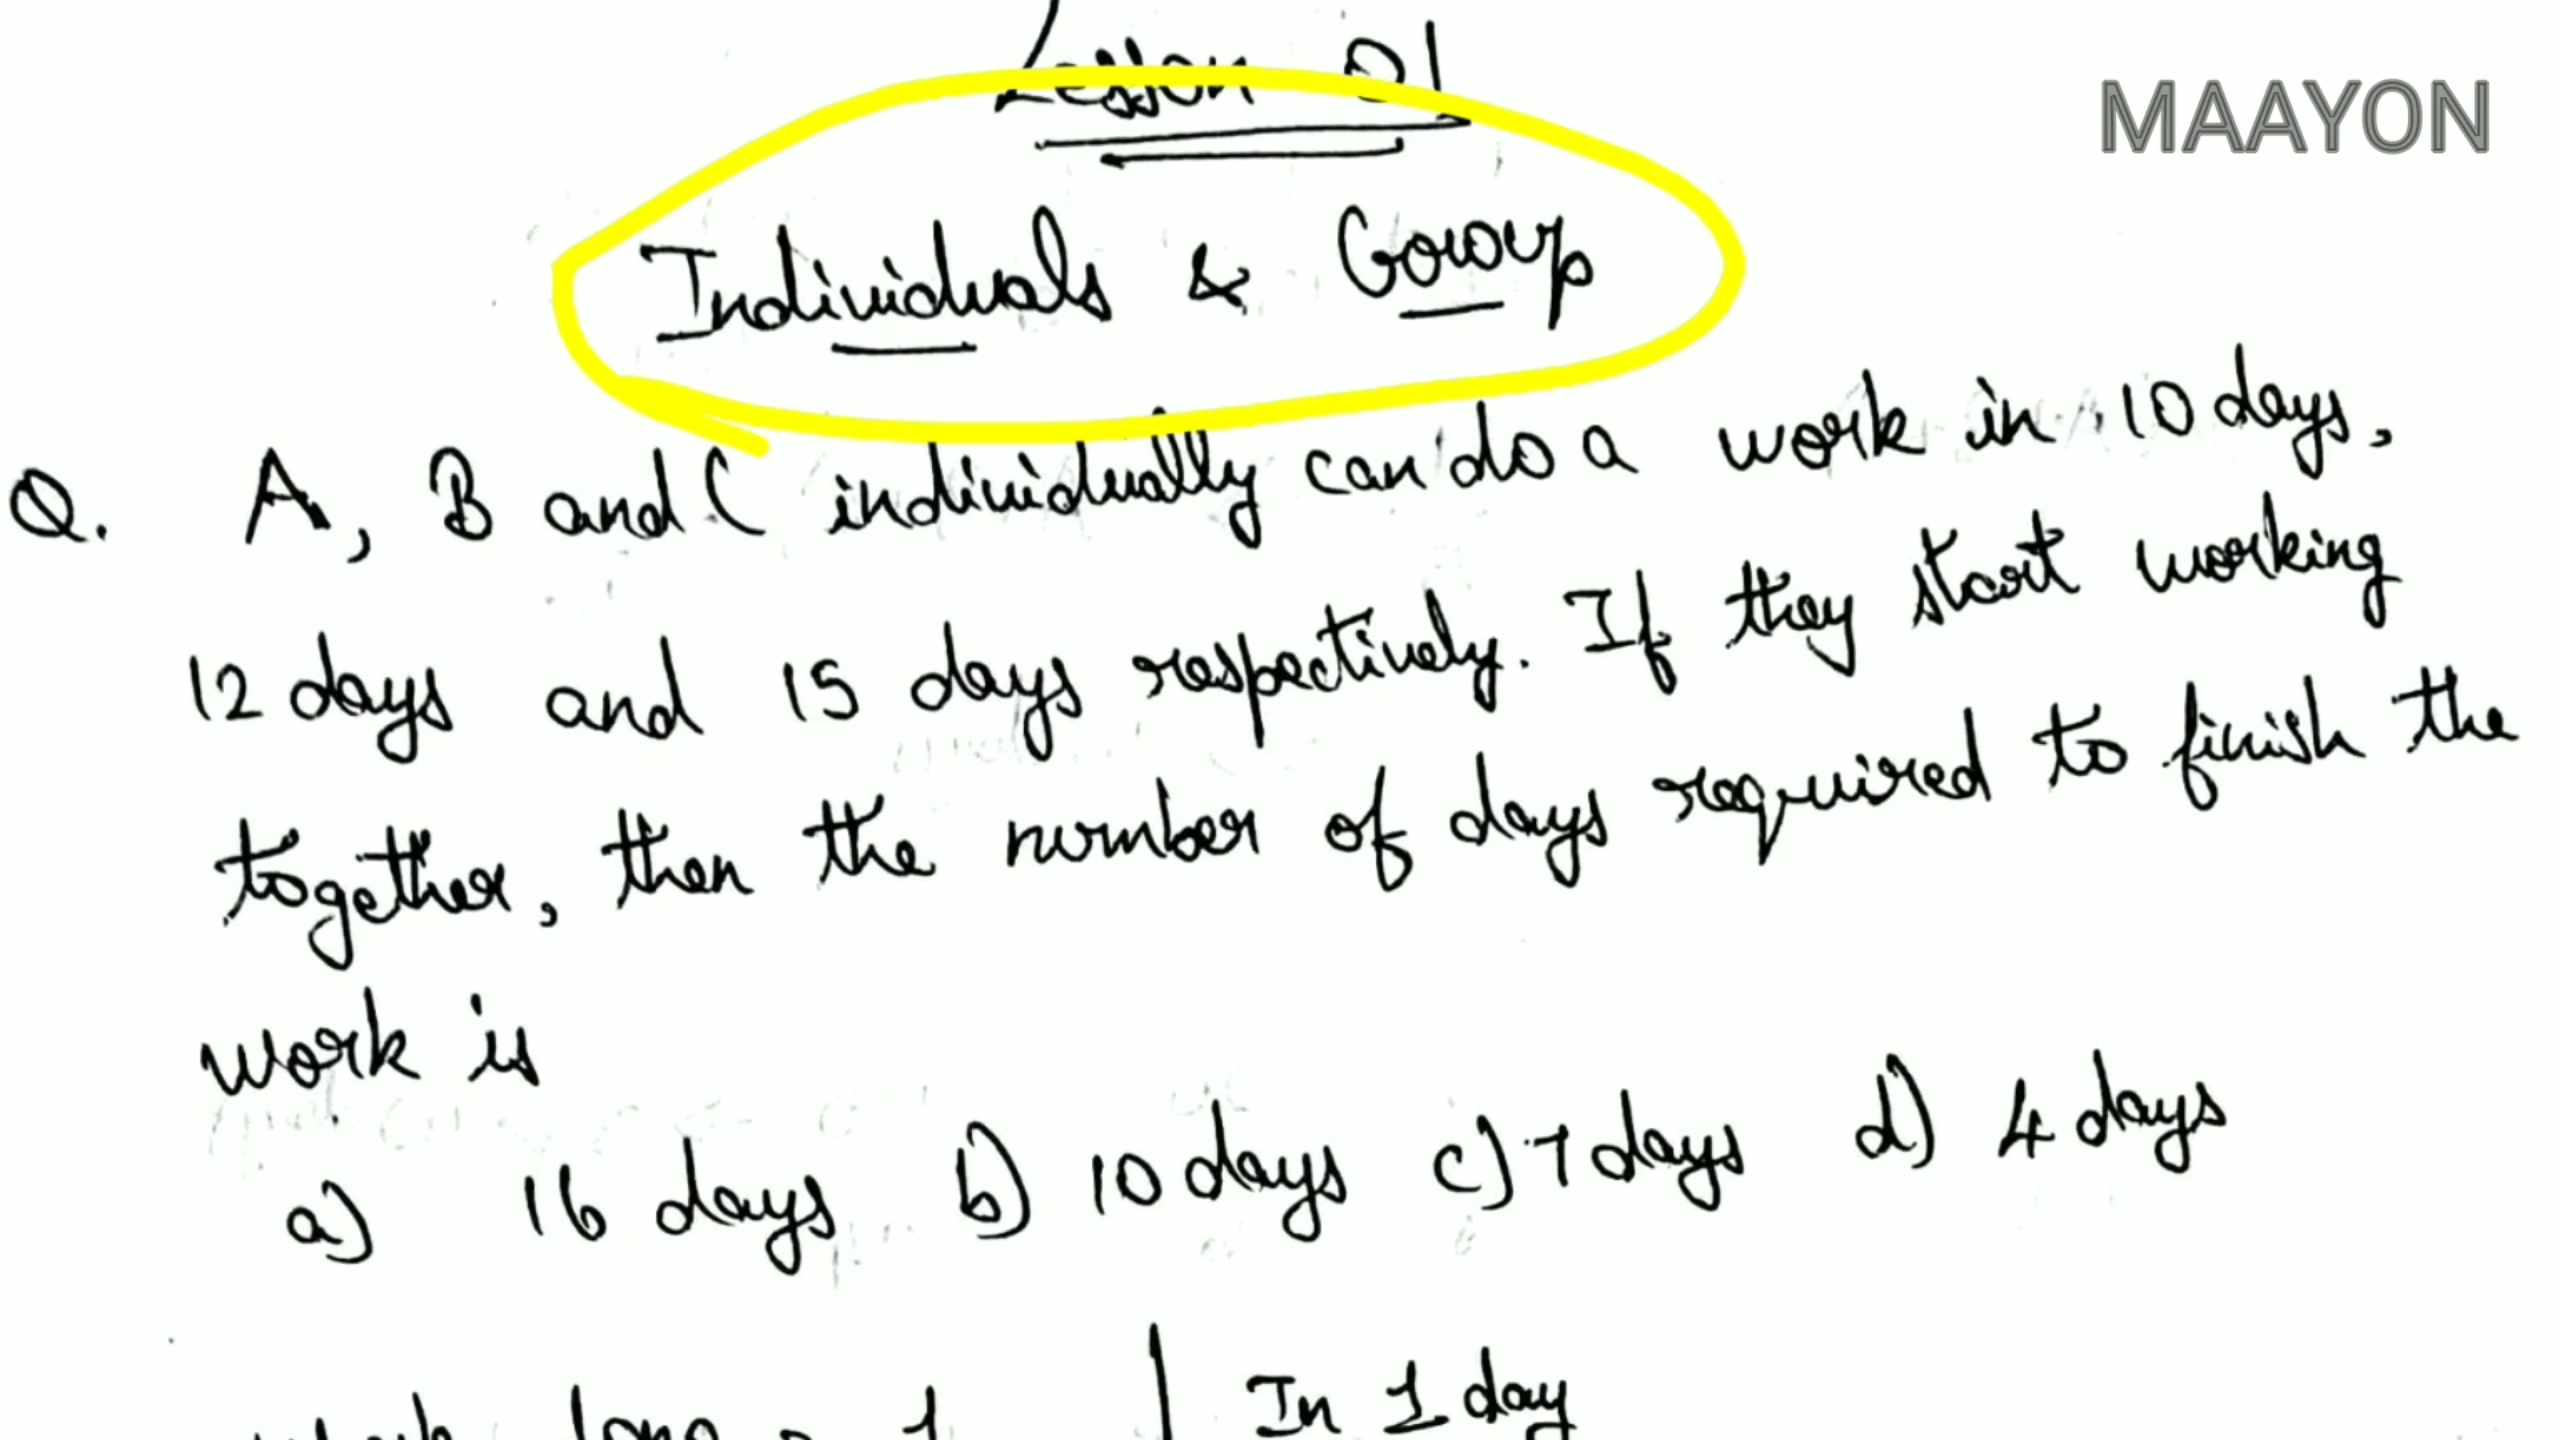 Lesson 01
MAAYON
Individuals & Group
Q. A, B and C individually can do a work in 10 days,
12 days and 15 days respectively. If they start working
together, then the number of days required to finish the
work is
a) 16 days b) 10 days c) 7 days d) 4 days
In 1 day